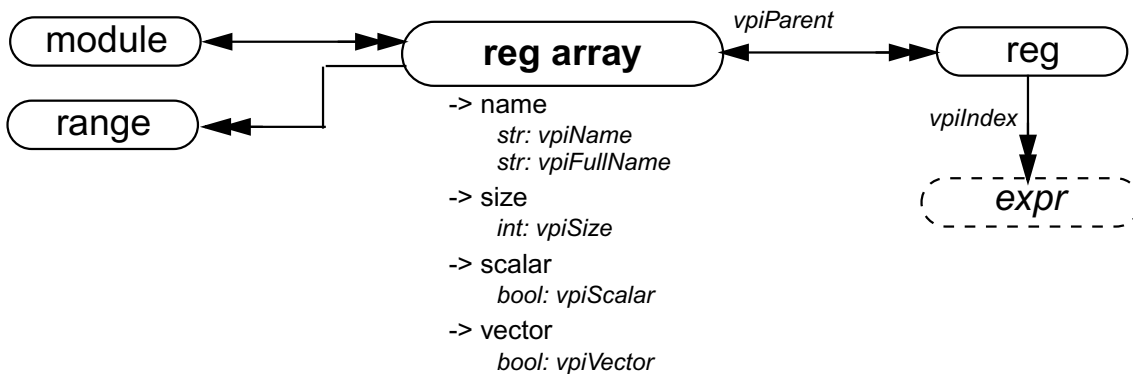 module
reg array
vpiParent
reg
range
vpiIndex
expr
-> name
str: vpiName
str: vpiFullName
-> size
int: vpiSize
-> scalar
bool: vpiScalar
-> vector
bool: vpiVector